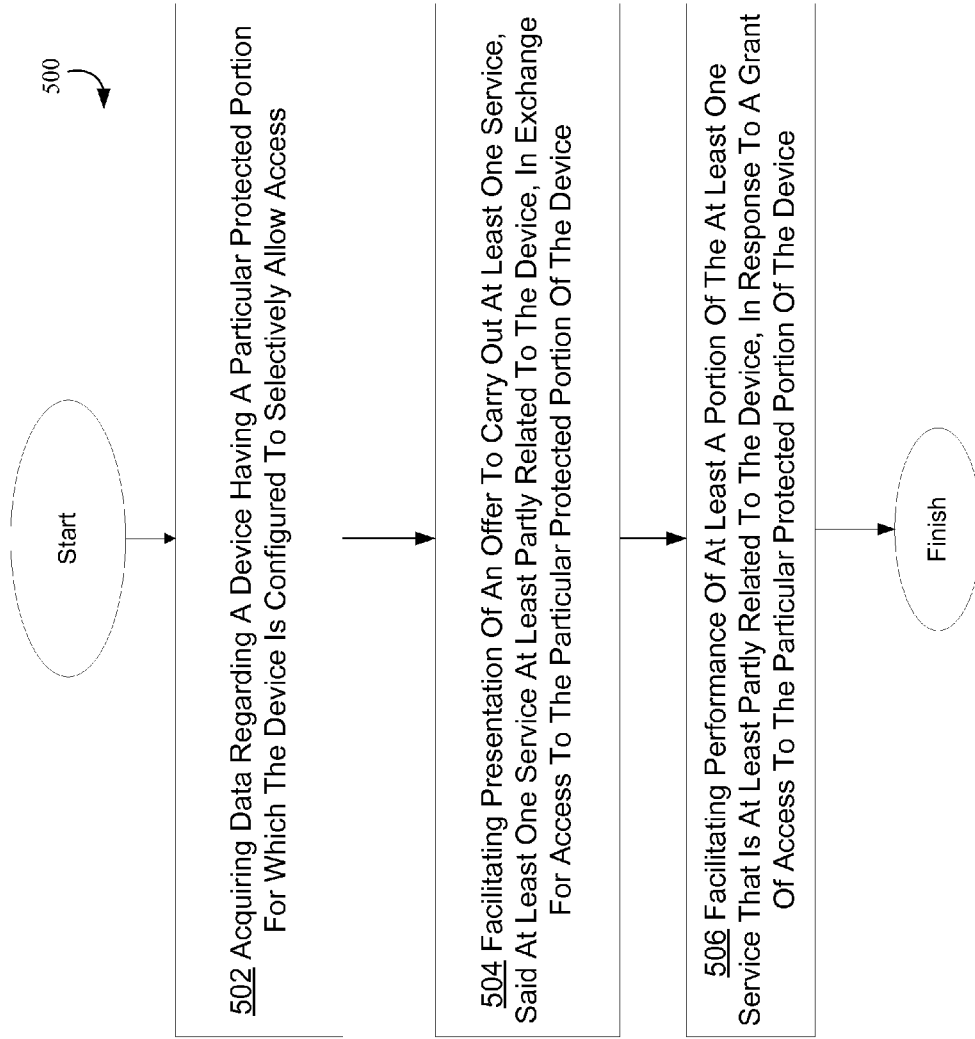 500
Start
502 Acquiring Data Regarding A Device Having A Particular Protected Portion
For Which The Device Is Configured To Selectively Allow Access
504 Facilitating Presentation Of An Offer To Carry Out At Least One Service,
Said At Least One Service At Least Partly Related To The Device, In Exchange
For Access To The Particular Protected Portion Of The Device
506 Facilitating Performance Of At Least A Portion Of The At Least One
Service That Is At Least Partly Related To The Device, In Response To A Grant
Of Access To The Particular Protected Portion Of The Device
Finish